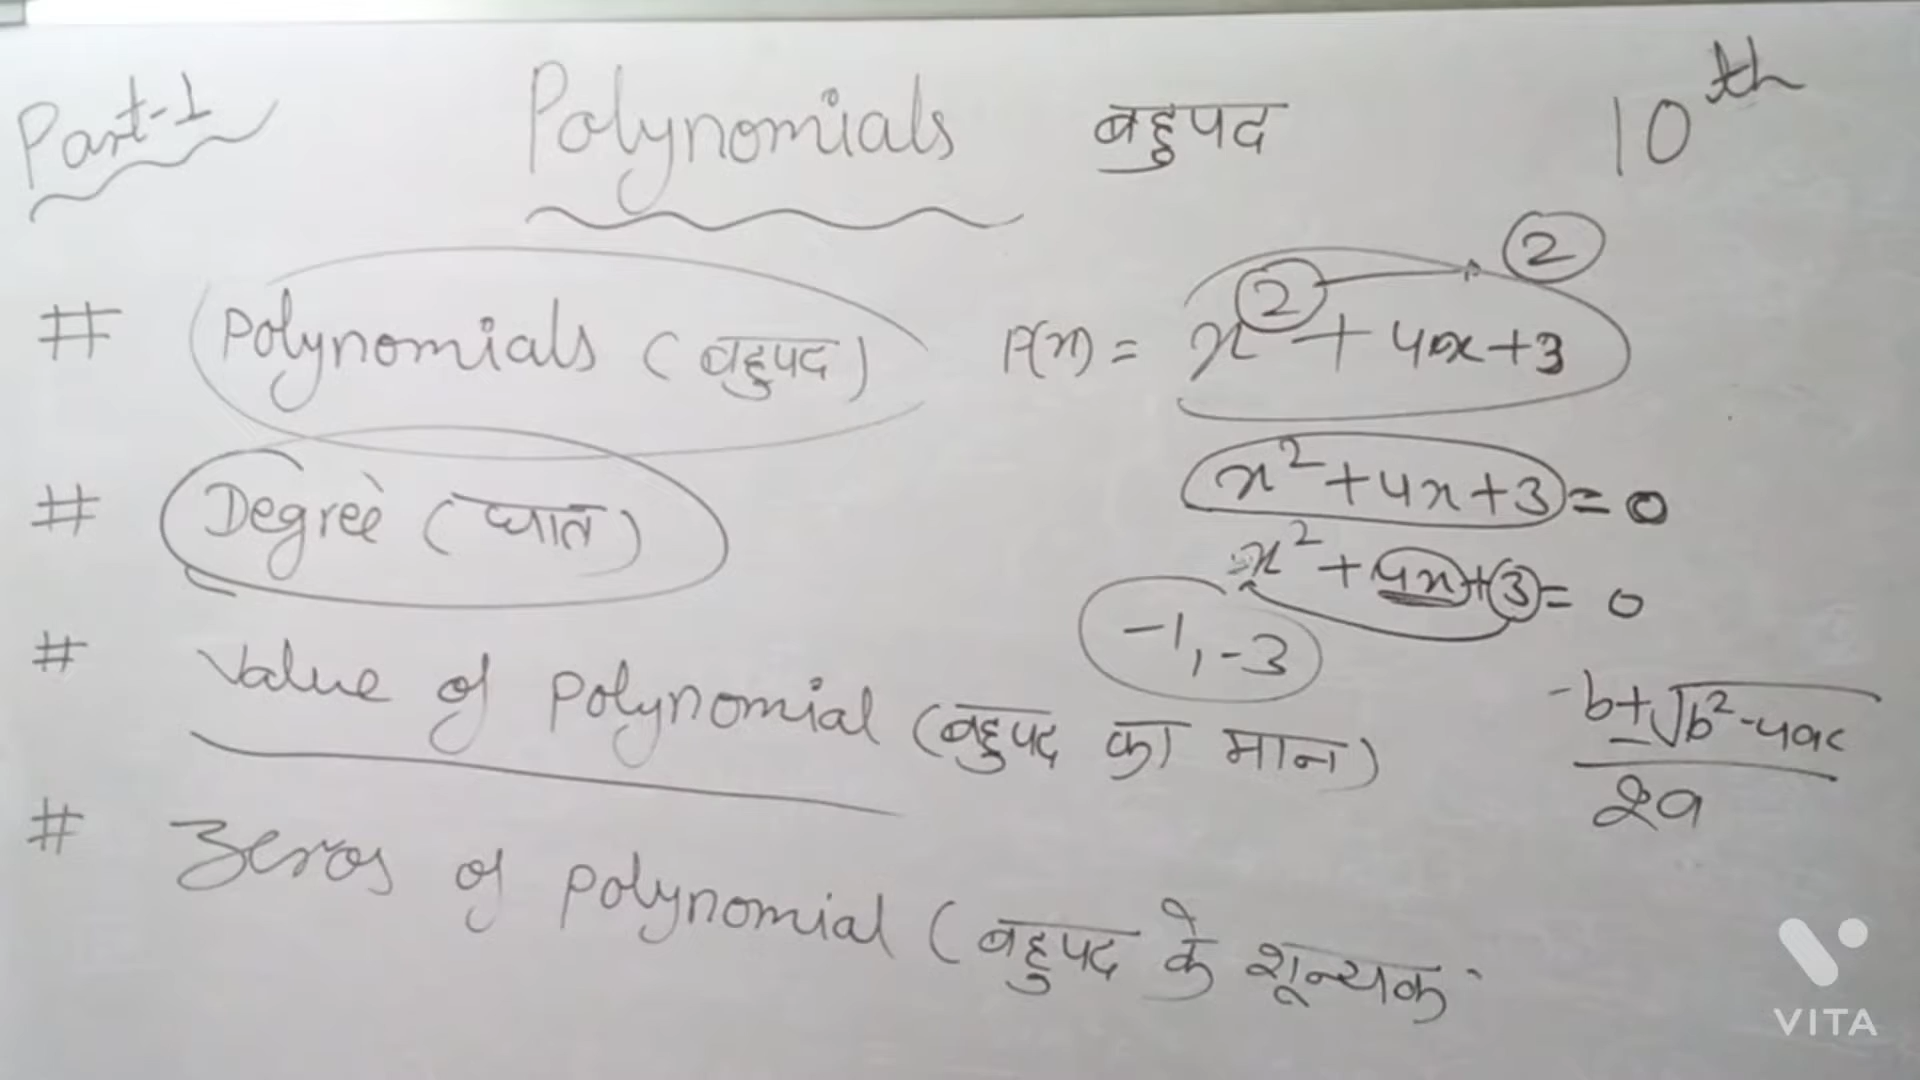 Part-1 Polynomials बहुपद 10th
# Polynomials (बहुपद) P(x) = x² + 4x+3 2
x²+4x+3=0
# Degree (घात)
x²+4x+3= 0
-1, -3
# Value of polynomial (बहुपद का मान)
-b±√b²-4ac
2a
# Zeros of polynomial (बहुपद के शून्यक
VITA